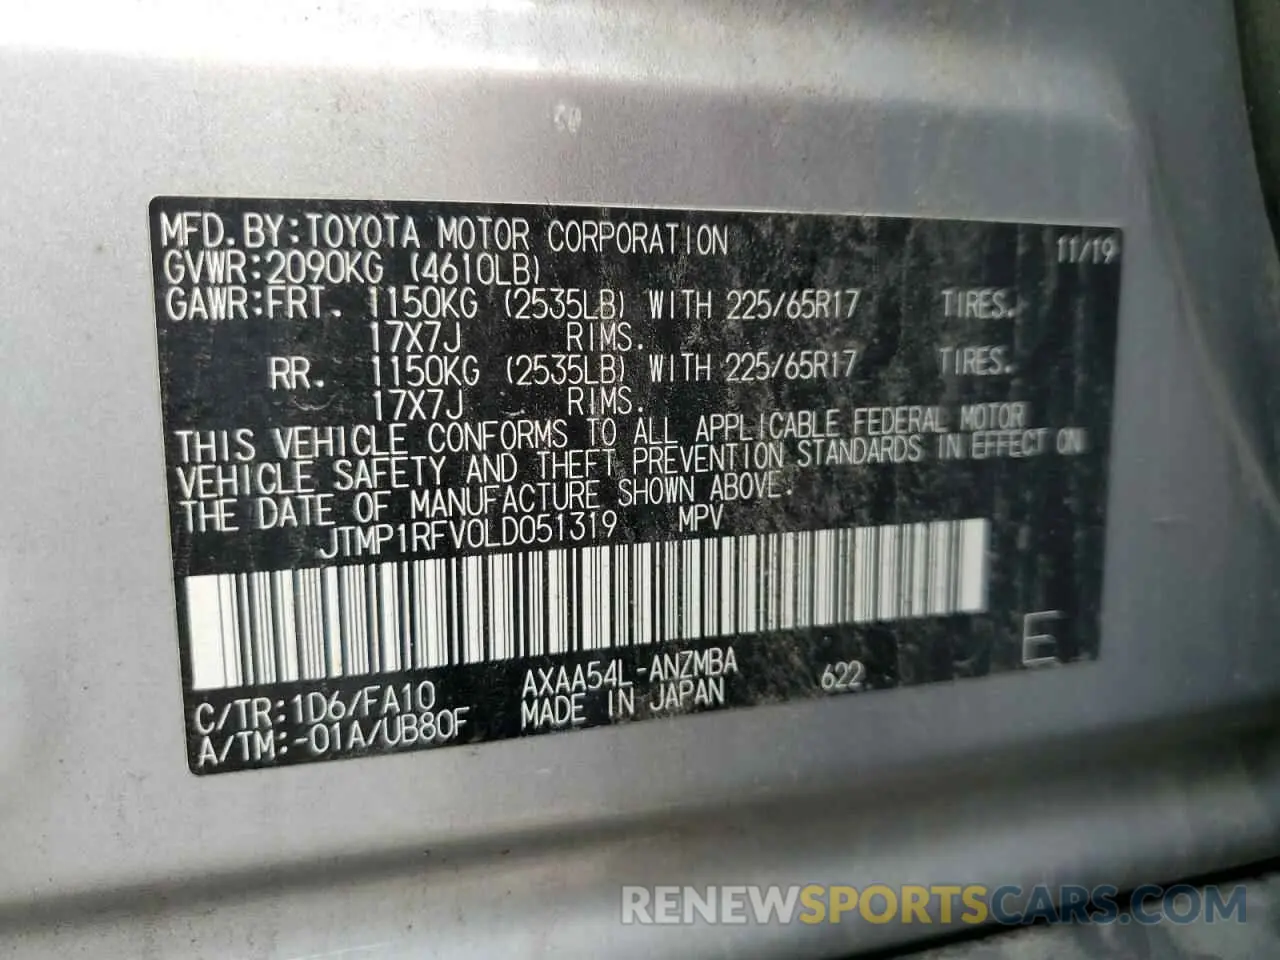 MFD. BY: TOYOTA MOTOR CORPORATION 11/19
GVWR: 2090KG (4610LB)
GAWR: FRT. 1150KG (2535LB) WITH 225/65R17 TIRES.
17X7J RIMS.
RR. 1150KG (2535LB) WITH 225/65R17 TIRES.
17X7J RIMS.
THIS VEHICLE CONFORMS TO ALL APPLICABLE FEDERAL MOTOR
VEHICLE SAFETY AND THEFT PREVENTION STANDARDS IN EFFECT ON
THE DATE OF MANUFACTURE SHOWN ABOVE.
JTMP1RFV0LD051319 MPV
E
C/TR: 1D6/FA10 AXAA54L-ANZMBA 622
A/TM: -01A/UB80F MADE IN JAPAN
RENEWSPORTSCARS.COM